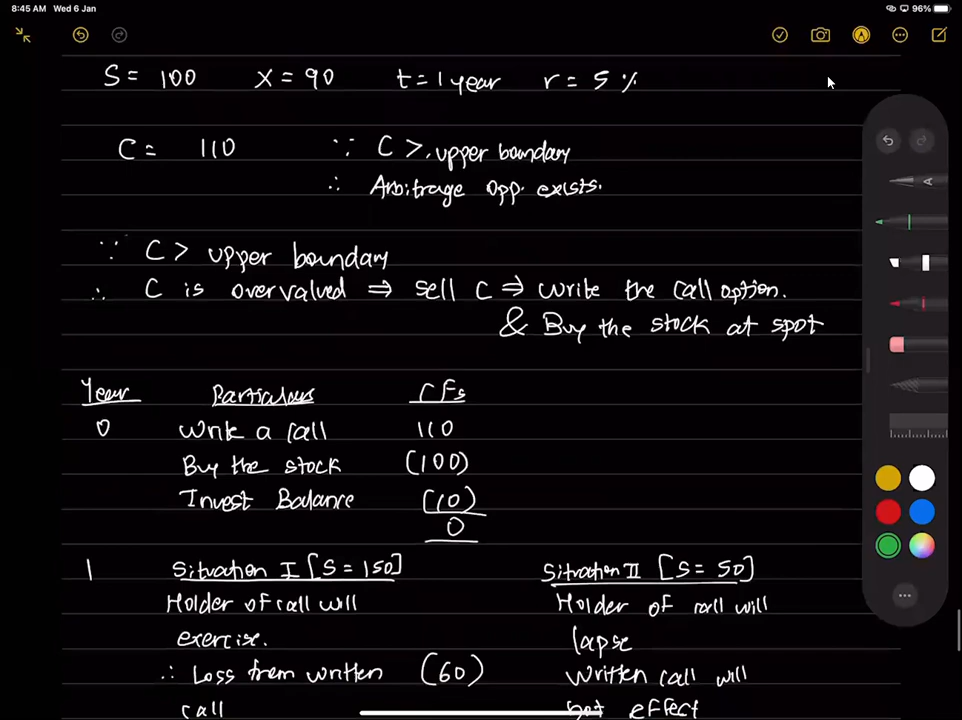 8:45 AM Wed 6 Jan
96%
S = 100 X = 90 t = 1 year r = 5 %
C = 110 ∵ C > upper boundary
∴ Arbitrage opp. exists.
∵ C > upper boundary
∴ C is overvalued ⇒ sell C ⇒ write the call option.
& Buy the stock at spot
Year Particulars CFs
0 Write a call 110
Buy the stock (100)
Invest Balance (10)
0
1 Situation I [S = 150] Situation II [S = 50]
Holder of call will Holder of call will
exercise. lapse
∴ Loss from written (60) Written call will
call not effect